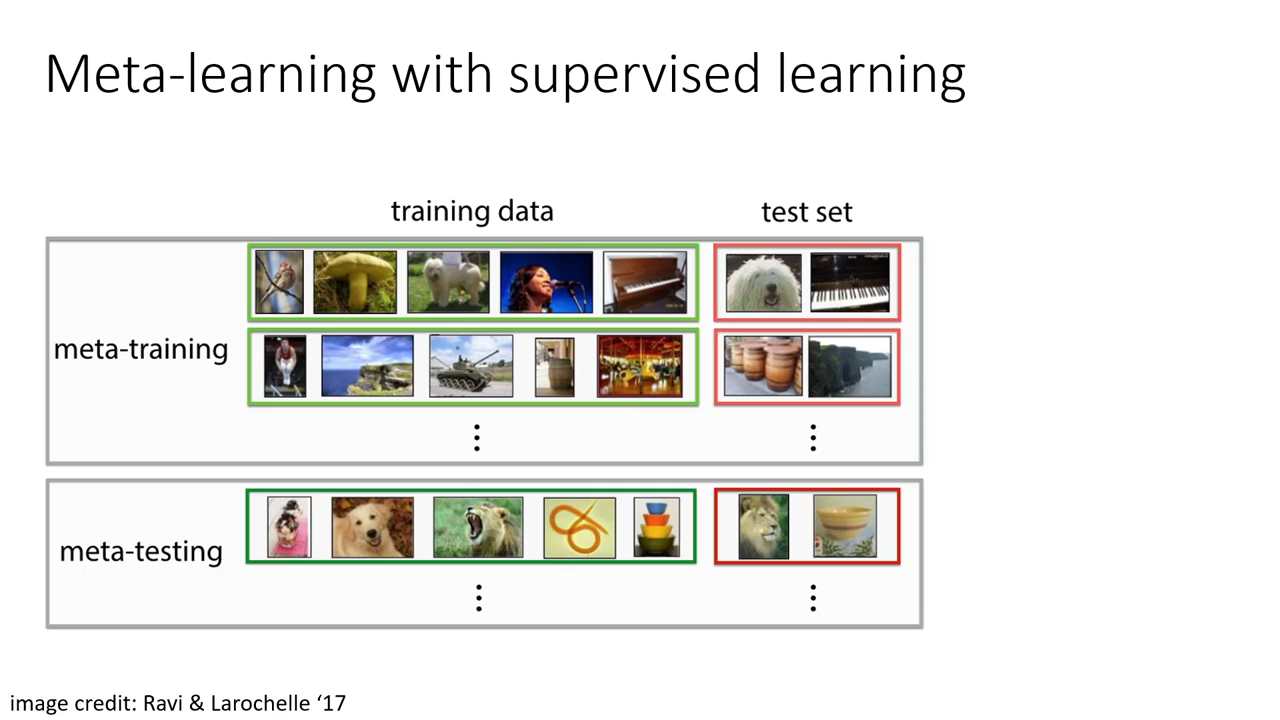 Meta-learning with supervised learning
training data
test set
meta-training
meta-testing
image credit: Ravi & Larochelle ‘17